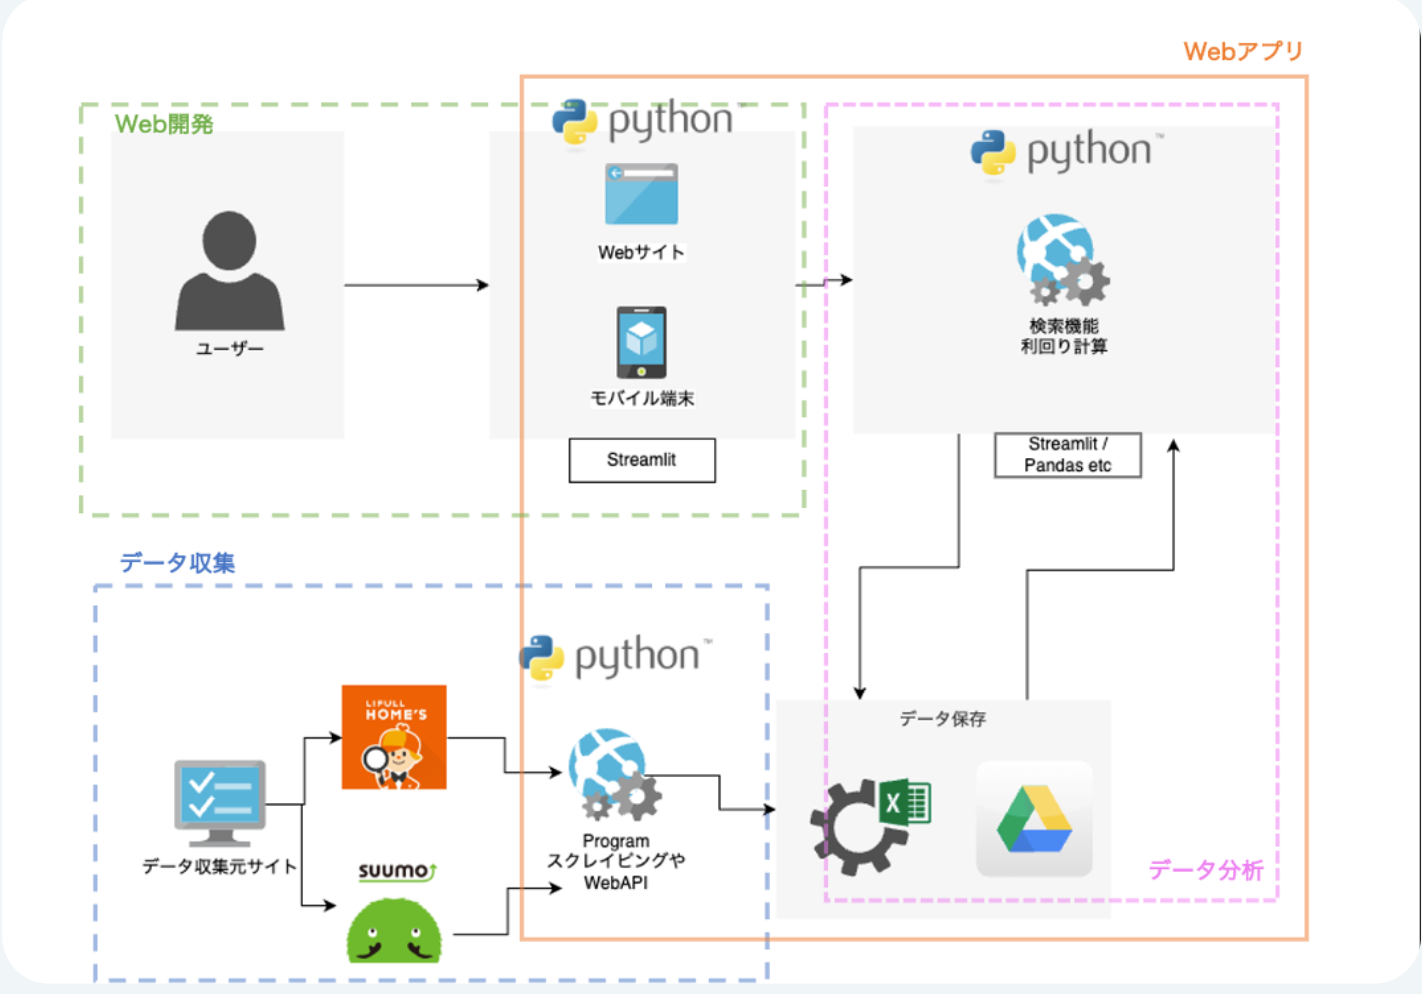 Webアプリ
Web開発
python™
python™
Webサイト
ユーザー
モバイル端末
Streamlit
検索機能
利回り計算
Streamlit /
Pandas etc
データ収集
python™
LIFULL
HOME'S
データ収集元サイト
suumo
Program
スクレイピングや
WebAPI
データ保存
X
データ分析